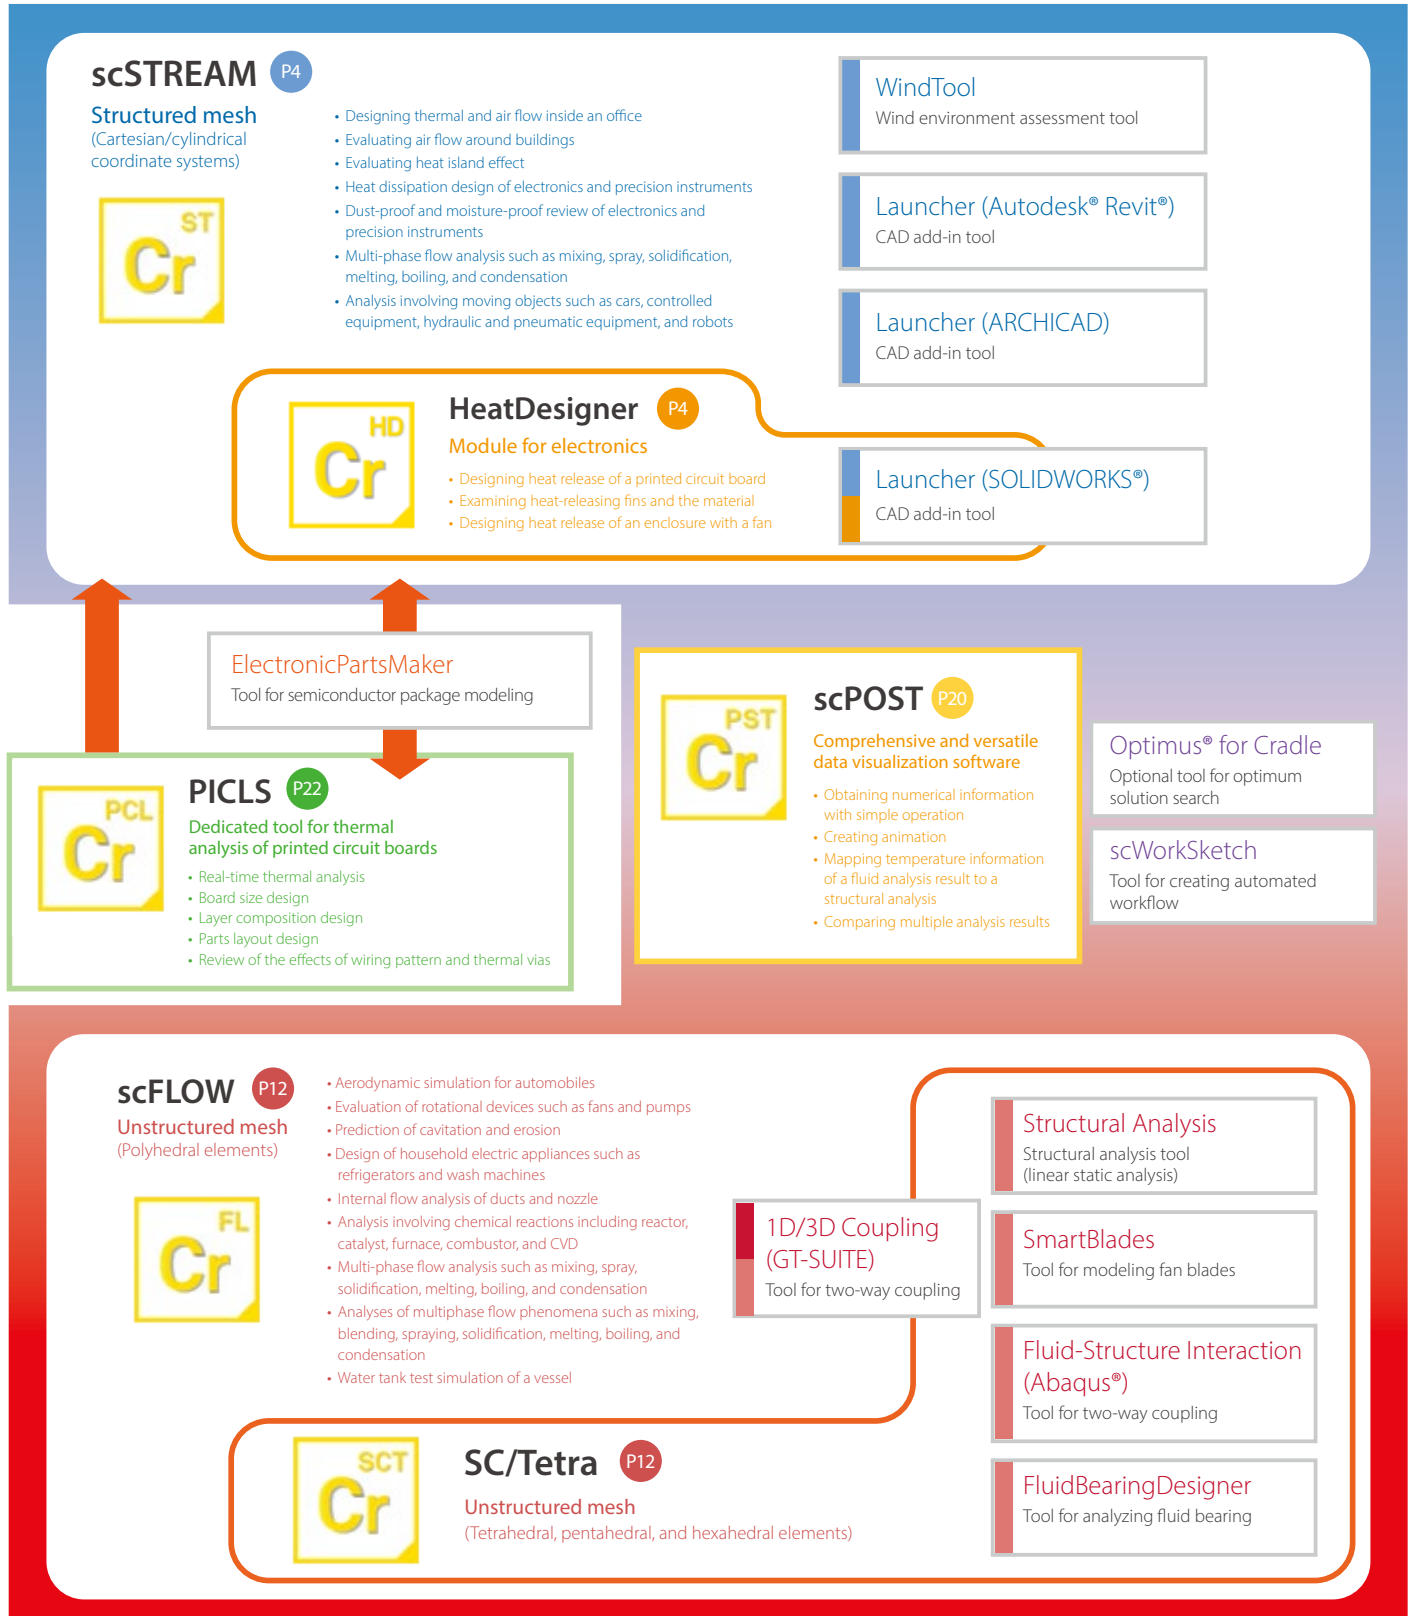 scSTREAM P4
Structured mesh
(Cartesian/cylindrical
coordinate systems)
ST
Cr
• Designing thermal and air flow inside an office
• Evaluating air flow around buildings
• Evaluating heat island effect
• Heat dissipation design of electronics and precision instruments
• Dust-proof and moisture-proof review of electronics and
precision instruments
• Multi-phase flow analysis such as mixing, spray, solidification,
melting, boiling, and condensation
• Analysis involving moving objects such as cars, controlled
equipment, hydraulic and pneumatic equipment, and robots
WindTool
Wind environment assessment tool
Launcher (Autodesk® Revit®)
CAD add-in tool
Launcher (ARCHICAD)
CAD add-in tool
HD
Cr
HeatDesigner P4
Module for electronics
• Designing heat release of a printed circuit board
• Examining heat-releasing fins and the material
• Designing heat release of an enclosure with a fan
Launcher (SOLIDWORKS®)
CAD add-in tool
ElectronicPartsMaker
Tool for semiconductor package modeling
PCL
Cr
PICLS P22
Dedicated tool for thermal
analysis of printed circuit boards
• Real-time thermal analysis
• Board size design
• Layer composition design
• Parts layout design
• Review of the effects of wiring pattern and thermal vias
PST
Cr
scPOST P20
Comprehensive and versatile
data visualization software
• Obtaining numerical information
with simple operation
• Creating animation
• Mapping temperature information
of a fluid analysis result to a
structural analysis
• Comparing multiple analysis results
Optimus® for Cradle
Optional tool for optimum
solution search
scWorkSketch
Tool for creating automated
workflow
scFLOW P12
Unstructured mesh
(Polyhedral elements)
FL
Cr
• Aerodynamic simulation for automobiles
• Evaluation of rotational devices such as fans and pumps
• Prediction of cavitation and erosion
• Design of household electric appliances such as
refrigerators and wash machines
• Internal flow analysis of ducts and nozzle
• Analysis involving chemical reactions including reactor,
catalyst, furnace, combustor, and CVD
• Multi-phase flow analysis such as mixing, spray,
solidification, melting, boiling, and condensation
• Analyses of multiphase flow phenomena such as mixing,
blending, spraying, solidification, melting, boiling, and
condensation
• Water tank test simulation of a vessel
1D/3D Coupling
(GT-SUITE)
Tool for two-way coupling
Structural Analysis
Structural analysis tool
(linear static analysis)
SmartBlades
Tool for modeling fan blades
Fluid-Structure Interaction
(Abaqus®)
Tool for two-way coupling
FluidBearingDesigner
Tool for analyzing fluid bearing
SCT
Cr
SC/Tetra P12
Unstructured mesh
(Tetrahedral, pentahedral, and hexahedral elements)